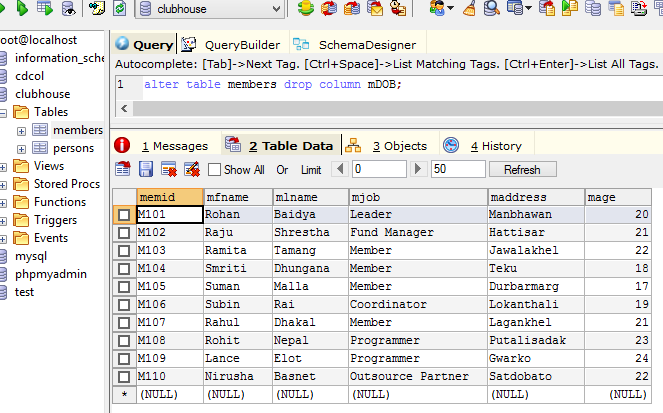 clubhouse
oot@localhost
information_sche
cdcol
clubhouse
Tables
members
persons
Views
Stored Procs
Functions
Triggers
Events
mysql
phpmyadmin
test
Query QueryBuilder SchemaDesigner
Autocomplete: [Tab]->Next Tag. [Ctrl+Space]->List Matching Tags. [Ctrl+Enter]->List All Tags.
1 alter table members drop column mDOB;
1 Messages 2 Table Data 3 Objects 4 History
Show All Or Limit 0 50 Refresh
memid mfname mlname mjob maddress mage
M101 Rohan Baidya Leader Manbhawan 20
M102 Raju Shrestha Fund Manager Hattisar 21
M103 Ramita Tamang Member Jawalakhel 22
M104 Smriti Dhungana Member Teku 18
M105 Suman Malla Member Durbarmarg 17
M106 Subin Rai Coordinator Lokanthali 19
M107 Rahul Dhakal Member Lagankhel 21
M108 Rohit Nepal Programmer Putalisadak 23
M109 Lance Elot Programmer Gwarko 24
M110 Nirusha Basnet Outsource Partner Satdobato 22
* (NULL) (NULL) (NULL) (NULL) (NULL) (NULL)